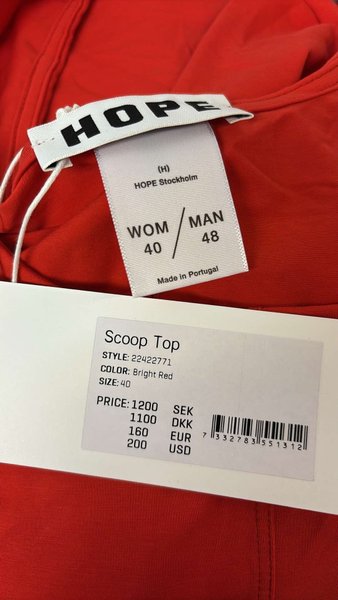 HOPE
(H)
HOPE Stockholm
WOM / MAN
40 / 48
Made in Portugal
Scoop Top
STYLE: 22422771
COLOR: Bright Red
SIZE: 40
PRICE: 1200 SEK
1100 DKK
160 EUR
200 USD
7 332783 551312